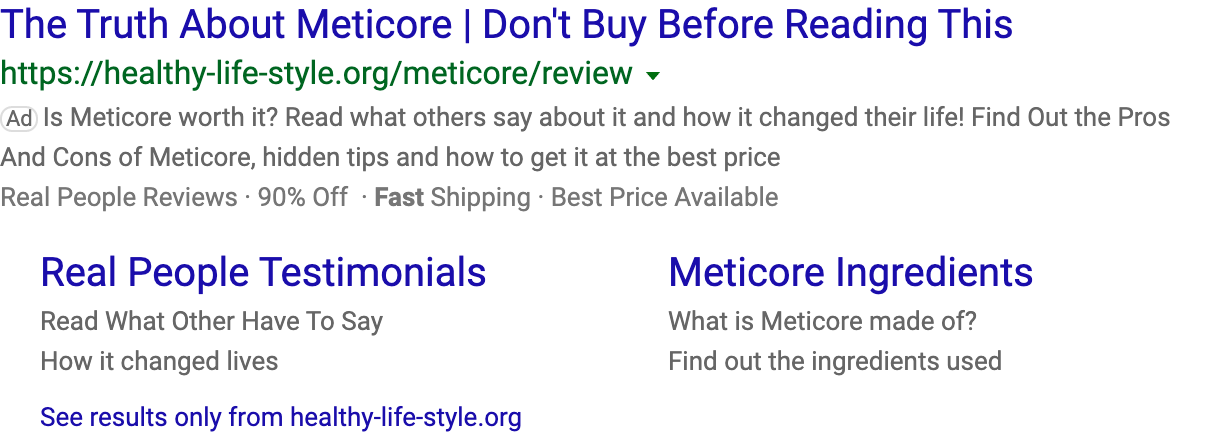 The Truth About Meticore | Don't Buy Before Reading This
https://healthy-life-style.org/meticore/review
Ad Is Meticore worth it? Read what others say about it and how it changed their life! Find Out the Pros
And Cons of Meticore, hidden tips and how to get it at the best price
Real People Reviews · 90% Off · Fast Shipping · Best Price Available
Real People Testimonials
Read What Other Have To Say
How it changed lives
Meticore Ingredients
What is Meticore made of?
Find out the ingredients used
See results only from healthy-life-style.org